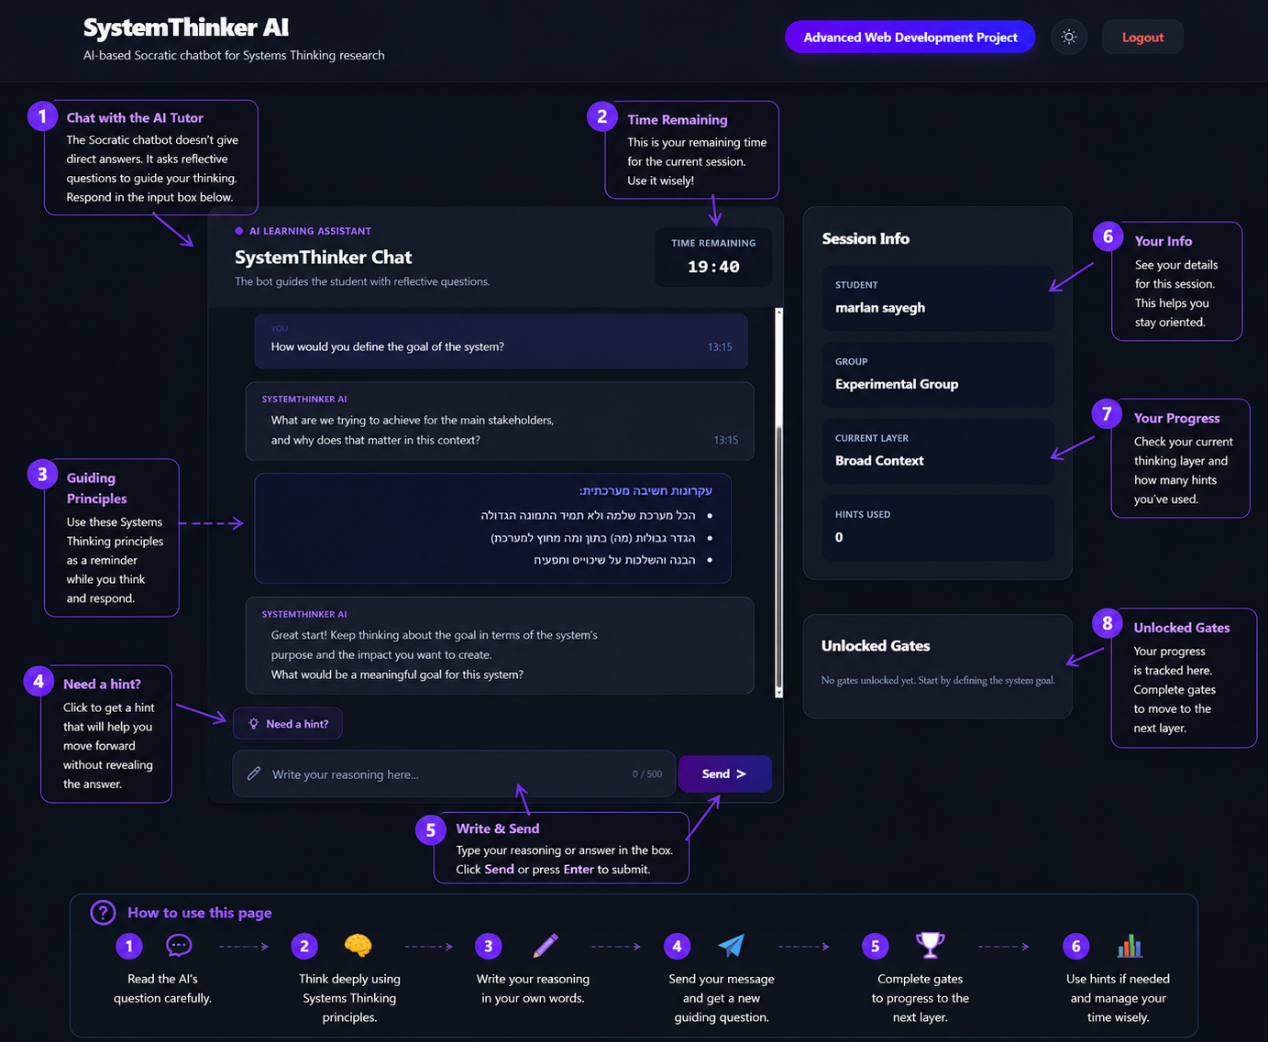 SystemThinker AI
AI-based Socratic chatbot for Systems Thinking research
Advanced Web Development Project
Logout
1
Chat with the AI Tutor
The Socratic chatbot doesn't give
direct answers. It asks reflective
questions to guide your thinking.
Respond in the input box below.
2
Time Remaining
This is your remaining time
for the current session.
Use it wisely!
AI LEARNING ASSISTANT
SystemThinker Chat
The bot guides the student with reflective questions.
TIME REMAINING
19:40
YOU
How would you define the goal of the system?
13:15
SYSTEMTHINKER AI
What are we trying to achieve for the main stakeholders,
and why does that matter in this context?
13:15
3
Guiding
Principles
Use these Systems
Thinking principles
as a reminder
while you think
and respond.
עקרונות חשיבה מערכתית:
• הכל מערכת שלמה ולא תמיד התמונה הגדולה
• הגדר גבולות (מה) בתוך ומה מחוץ למערכת)
• הבנה והשלכות על שינוייס
SYSTEMTHINKER AI
Great start! Keep thinking about the goal in terms of the system's
purpose and the impact you want to create.
What would be a meaningful goal for this system?
4
Need a hint?
Click to get a hint
that will help you
move forward
without revealing
the answer.
Need a hint?
Write your reasoning here...
0 / 500
Send
5
Write & Send
Type your reasoning or answer in the box.
Click Send or press Enter to submit.
Session Info
STUDENT
marlan sayegh
GROUP
Experimental Group
CURRENT LAYER
Broad Context
HINTS USED
0
6
Your Info
See your details
for this session.
This helps you
stay oriented.
7
Your Progress
Check your current
thinking layer and
how many hints
you've used.
Unlocked Gates
No gates unlocked yet. Start by defining the system goal.
8
Unlocked Gates
Your progress
is tracked here.
Complete gates
to move to the
next layer.
? How to use this page
1
Read the AI's
question carefully.
2
Think deeply using
Systems Thinking
principles.
3
Write your reasoning
in your own words.
4
Send your message
and get a new
guiding question.
5
Complete gates
to progress to the
next layer.
6
Use hints if needed
and manage your
time wisely.